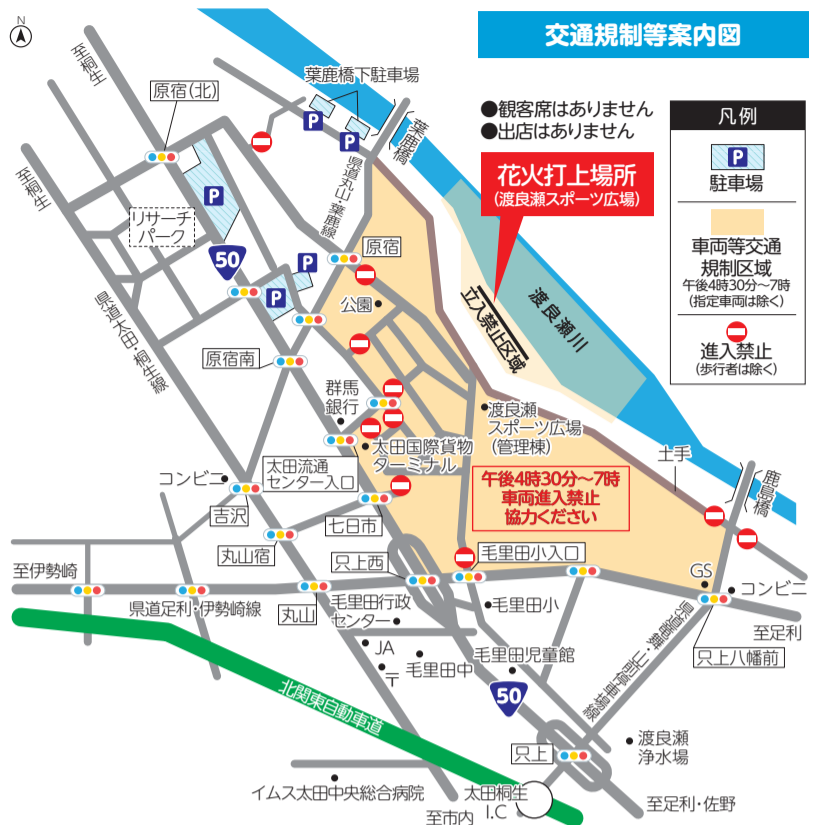 N
交通規制等案内図
●観客席はありません
●出店はありません
花火打上場所
(渡良瀬スポーツ広場)
凡例
P
駐車場
車両等交通
規制区域
午後4時30分～7時
(指定車両は除く)
進入禁止
(歩行者は除く)
至桐生
原宿(北)
葉鹿橋下駐車場
P
P
葉鹿橋
至桐生
県道丸山・葉鹿線
P
リサーチ
パーク
50
P
P
原宿
公園
立入禁止区域
渡良瀬川
県道太田・桐生線
原宿南
群馬
銀行
渡良瀬
スポーツ広場
(管理棟)
太田国際貨物
ターミナル
土手
鹿島橋
コンビニ
太田流通
センター入口
午後4時30分～7時
車両進入禁止
協力ください
吉沢
七日市
丸山宿
只上西
毛里田小入口
至伊勢崎
GS
コンビニ
県道足利・伊勢崎線
丸山
毛里田行政
センター
毛里田小
至足利
只上八幡前
JA
〒
毛里田中
毛里田児童館
県道竜舞・山前停車場線
50
北関東自動車道
只上
渡良瀬
浄水場
イムス太田中央総合病院
太田桐生
I.C
至市内
至足利・佐野